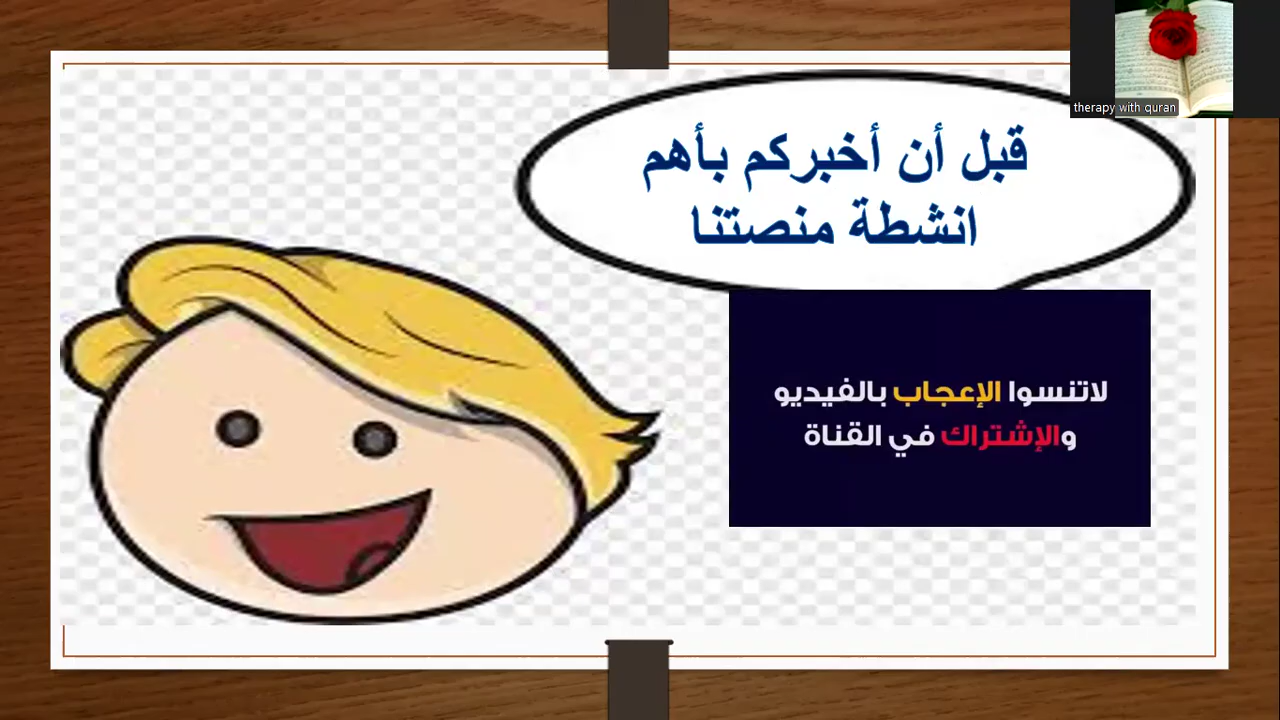 قبل أن أخبركم بأهم
انشطة منصتنا
therapy with quran
لاتنسوا الإعجاب بالفيديو
والإشتراك في القناة